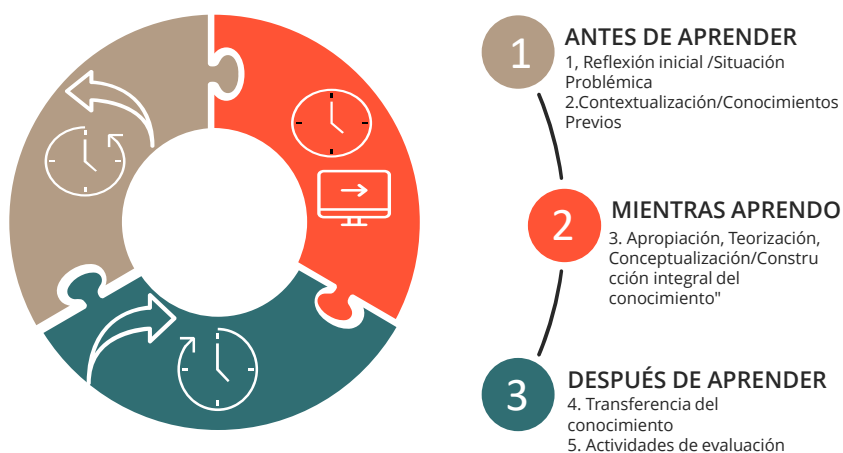 1
ANTES DE APRENDER
1, Reflexión inicial /Situación
Problémica
2.Contextualización/Conocimientos
Previos
2
MIENTRAS APRENDO
3. Apropiación, Teorización,
Conceptualización/Constru
cción integral del
conocimiento"
3
DESPUÉS DE APRENDER
4. Transferencia del
conocimiento
5. Actividades de evaluación